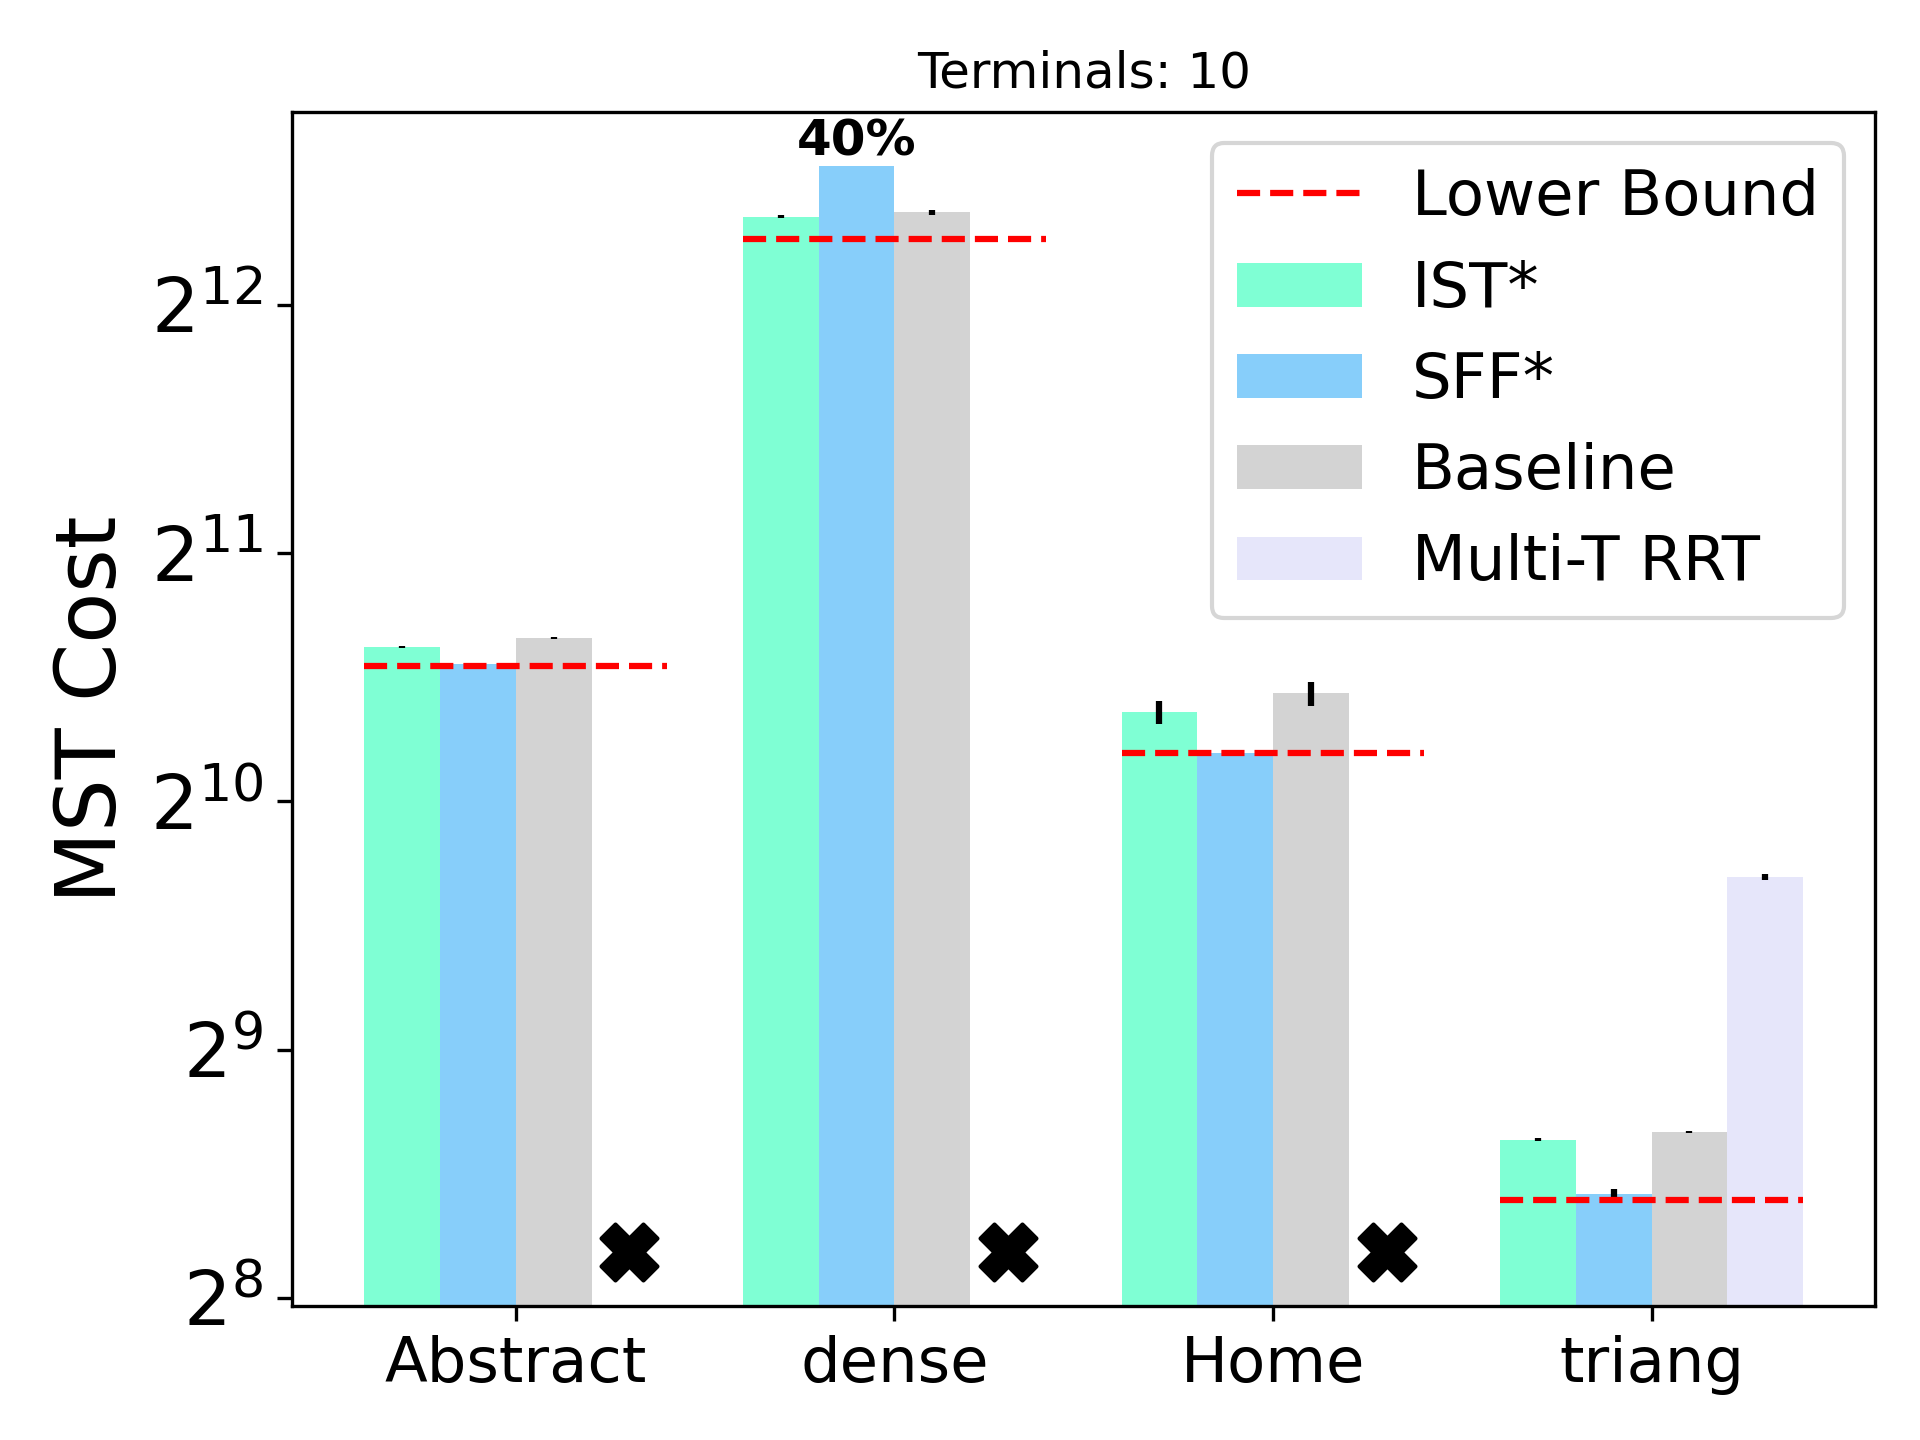 Terminals: 10
40%
Lower Bound
IST*
SFF*
Baseline
Multi-T RRT
MST Cost
2^12
2^11
2^10
2^9
2^8
Abstract dense Home triang